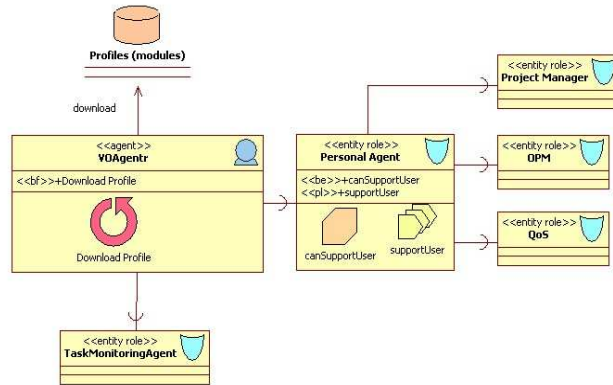 Profiles (modules)
download
<<agent>>
VOAgentr
<<bf>>+Download Profile
Download Profile
<<entity role>>
Personal Agent
<<be>>+canSupportUser
<<pl>>+supportUser
canSupportUser
supportUser
<<entity role>>
Project Manager
<<entity role>>
OPM
<<entity role>>
QoS
<<entity role>>
TaskMonitoringAgent